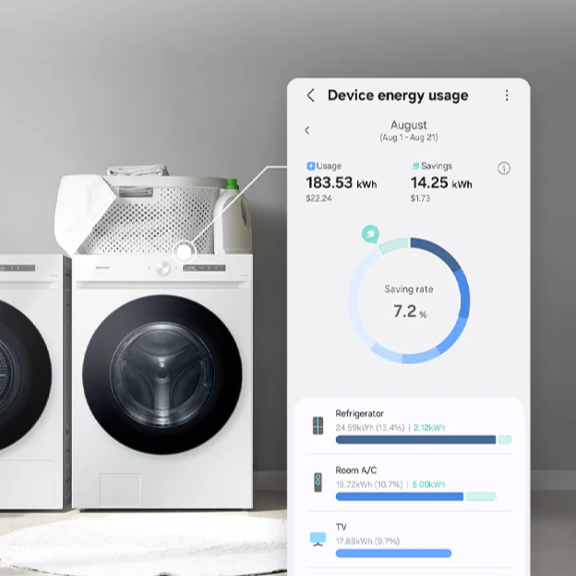 Device energy usage
August
(Aug 1 - Aug 21)
Usage
Savings
183.53 kWh
14.25 kWh
$22.24
$1.73
Saving rate
7.2 %
Refrigerator
24.59kWh (13.4%) | 2.12kWh
Room A/C
19.72kWh (10.7%) | 5.00kWh
TV
17.88kWh (9.7%)